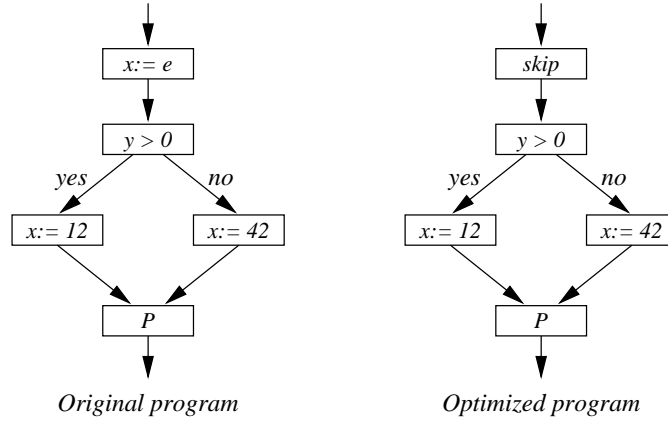 x:= e
skip
y > 0
y > 0
yes
no
yes
no
x:= 12
x:= 42
x:= 12
x:= 42
P
P
Original program
Optimized program